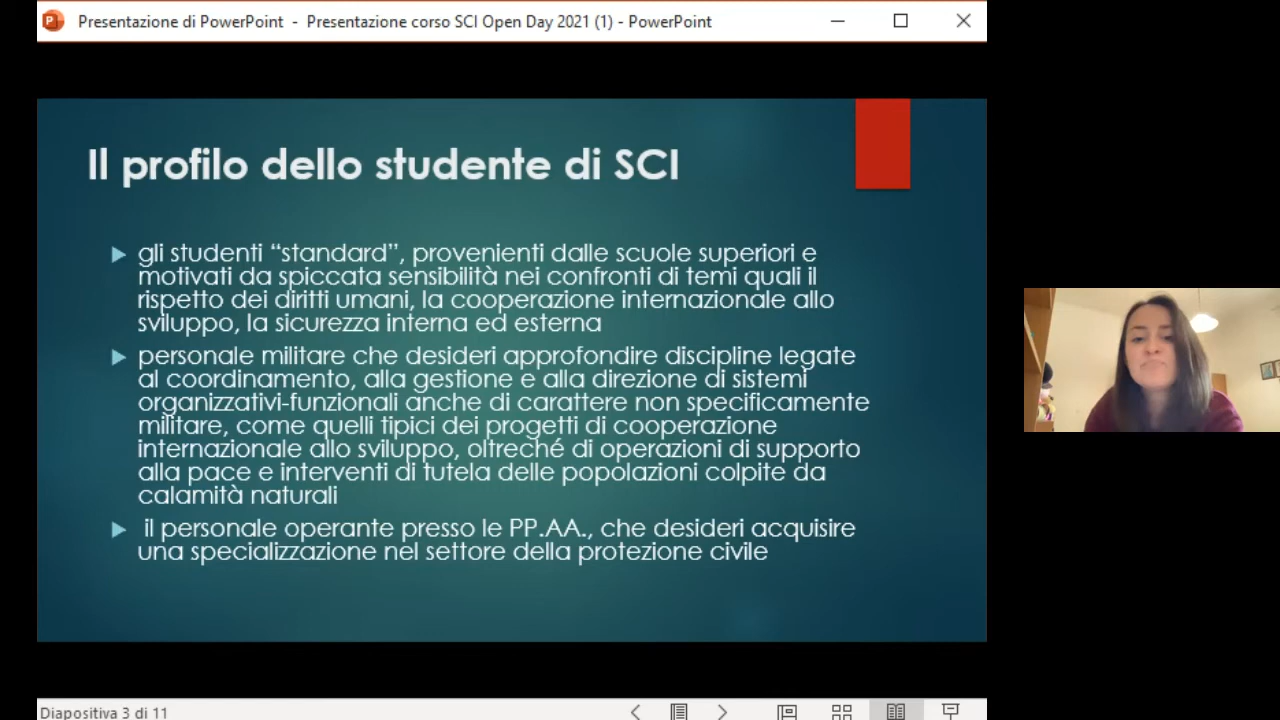 Presentazione di PowerPoint - Presentazione corso SCI Open Day 2021 (1) - PowerPoint
Il profilo dello studente di SCI
gli studenti “standard”, provenienti dalle scuole superiori e
motivati da spiccata sensibilità nei confronti di temi quali il
rispetto dei diritti umani, la cooperazione internazionale allo
sviluppo, la sicurezza interna ed esterna
personale militare che desideri approfondire discipline legate
al coordinamento, alla gestione e alla direzione di sistemi
organizzativi-funzionali anche di carattere non specificamente
militare, come quelli tipici dei progetti di cooperazione
internazionale allo sviluppo, oltreché di operazioni di supporto
alla pace e interventi di tutela delle popolazioni colpite da
calamità naturali
il personale operante presso le PP.AA., che desideri acquisire
una specializzazione nel settore della protezione civile
Diapositiva 3 di 11